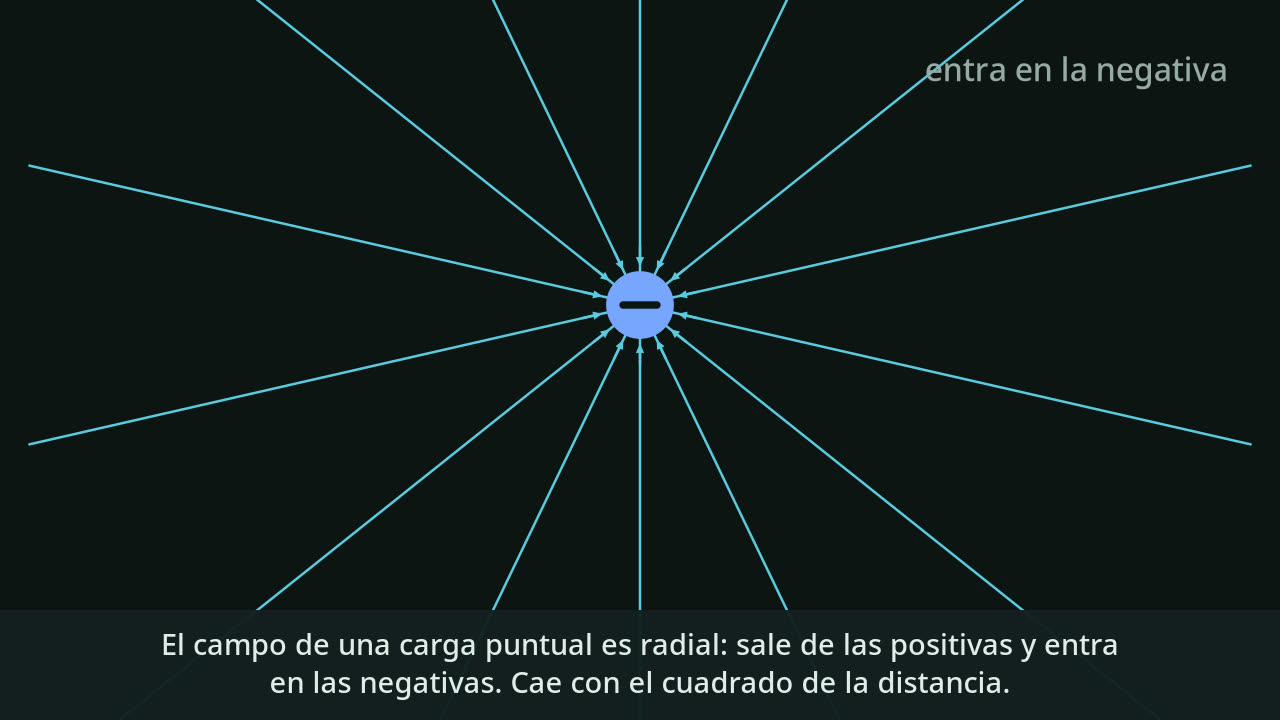 entra en la negativa
El campo de una carga puntual es radial: sale de las positivas y entra
en las negativas. Cae con el cuadrado de la distancia.